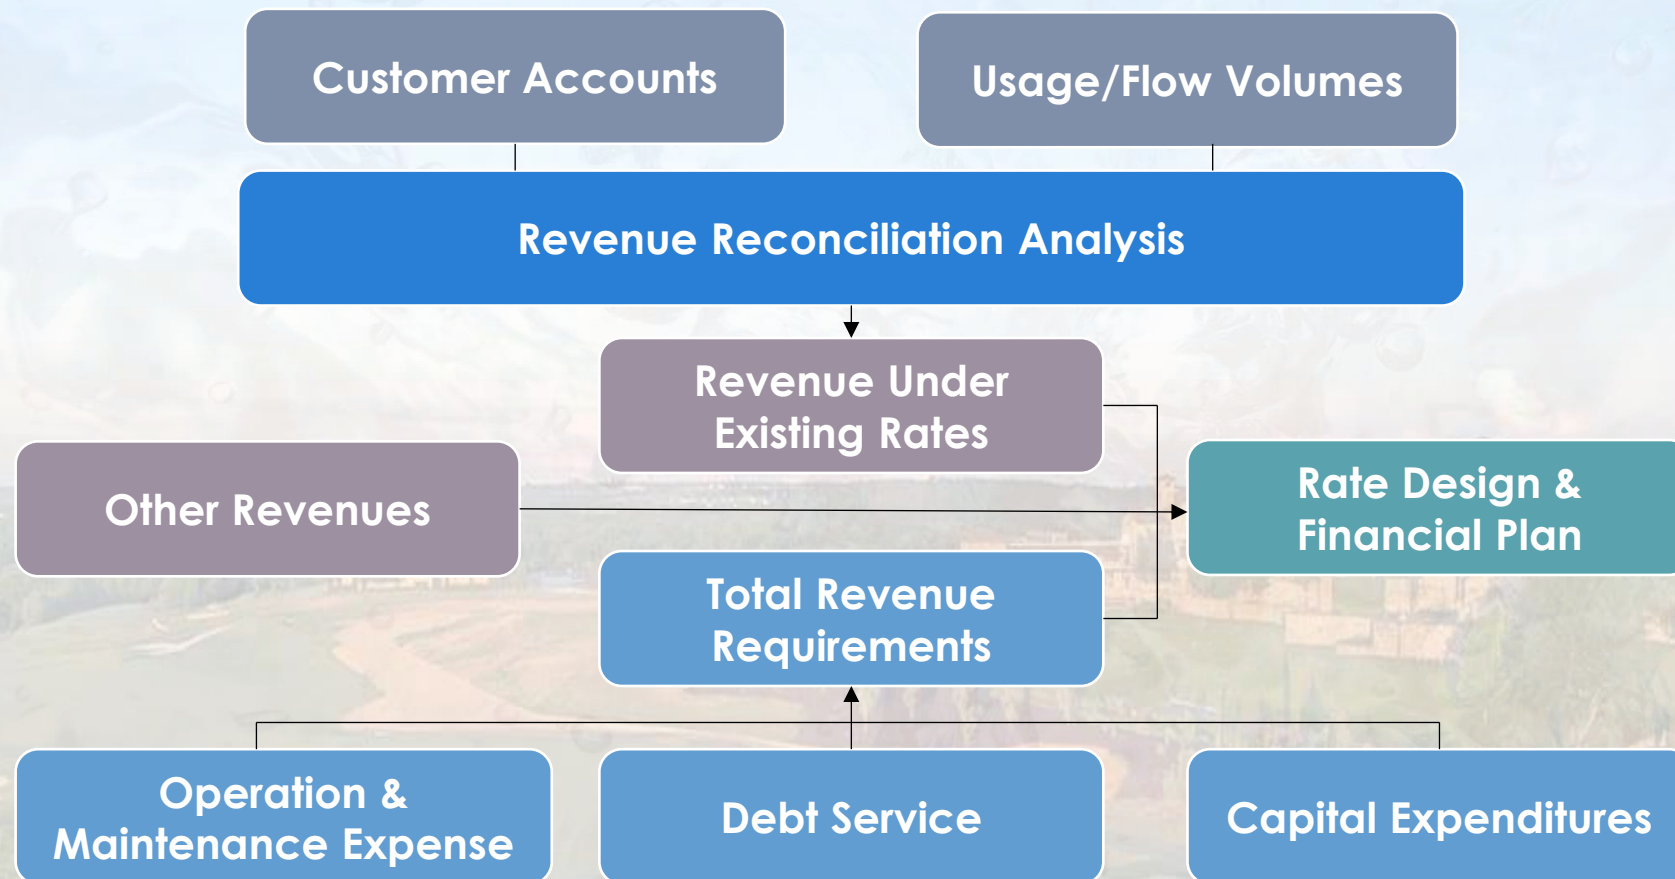 Customer Accounts
Usage/Flow Volumes
Revenue Reconciliation Analysis
Revenue Under
Existing Rates
Other Revenues
Rate Design &
Financial Plan
Total Revenue
Requirements
Operation &
Maintenance Expense
Debt Service
Capital Expenditures